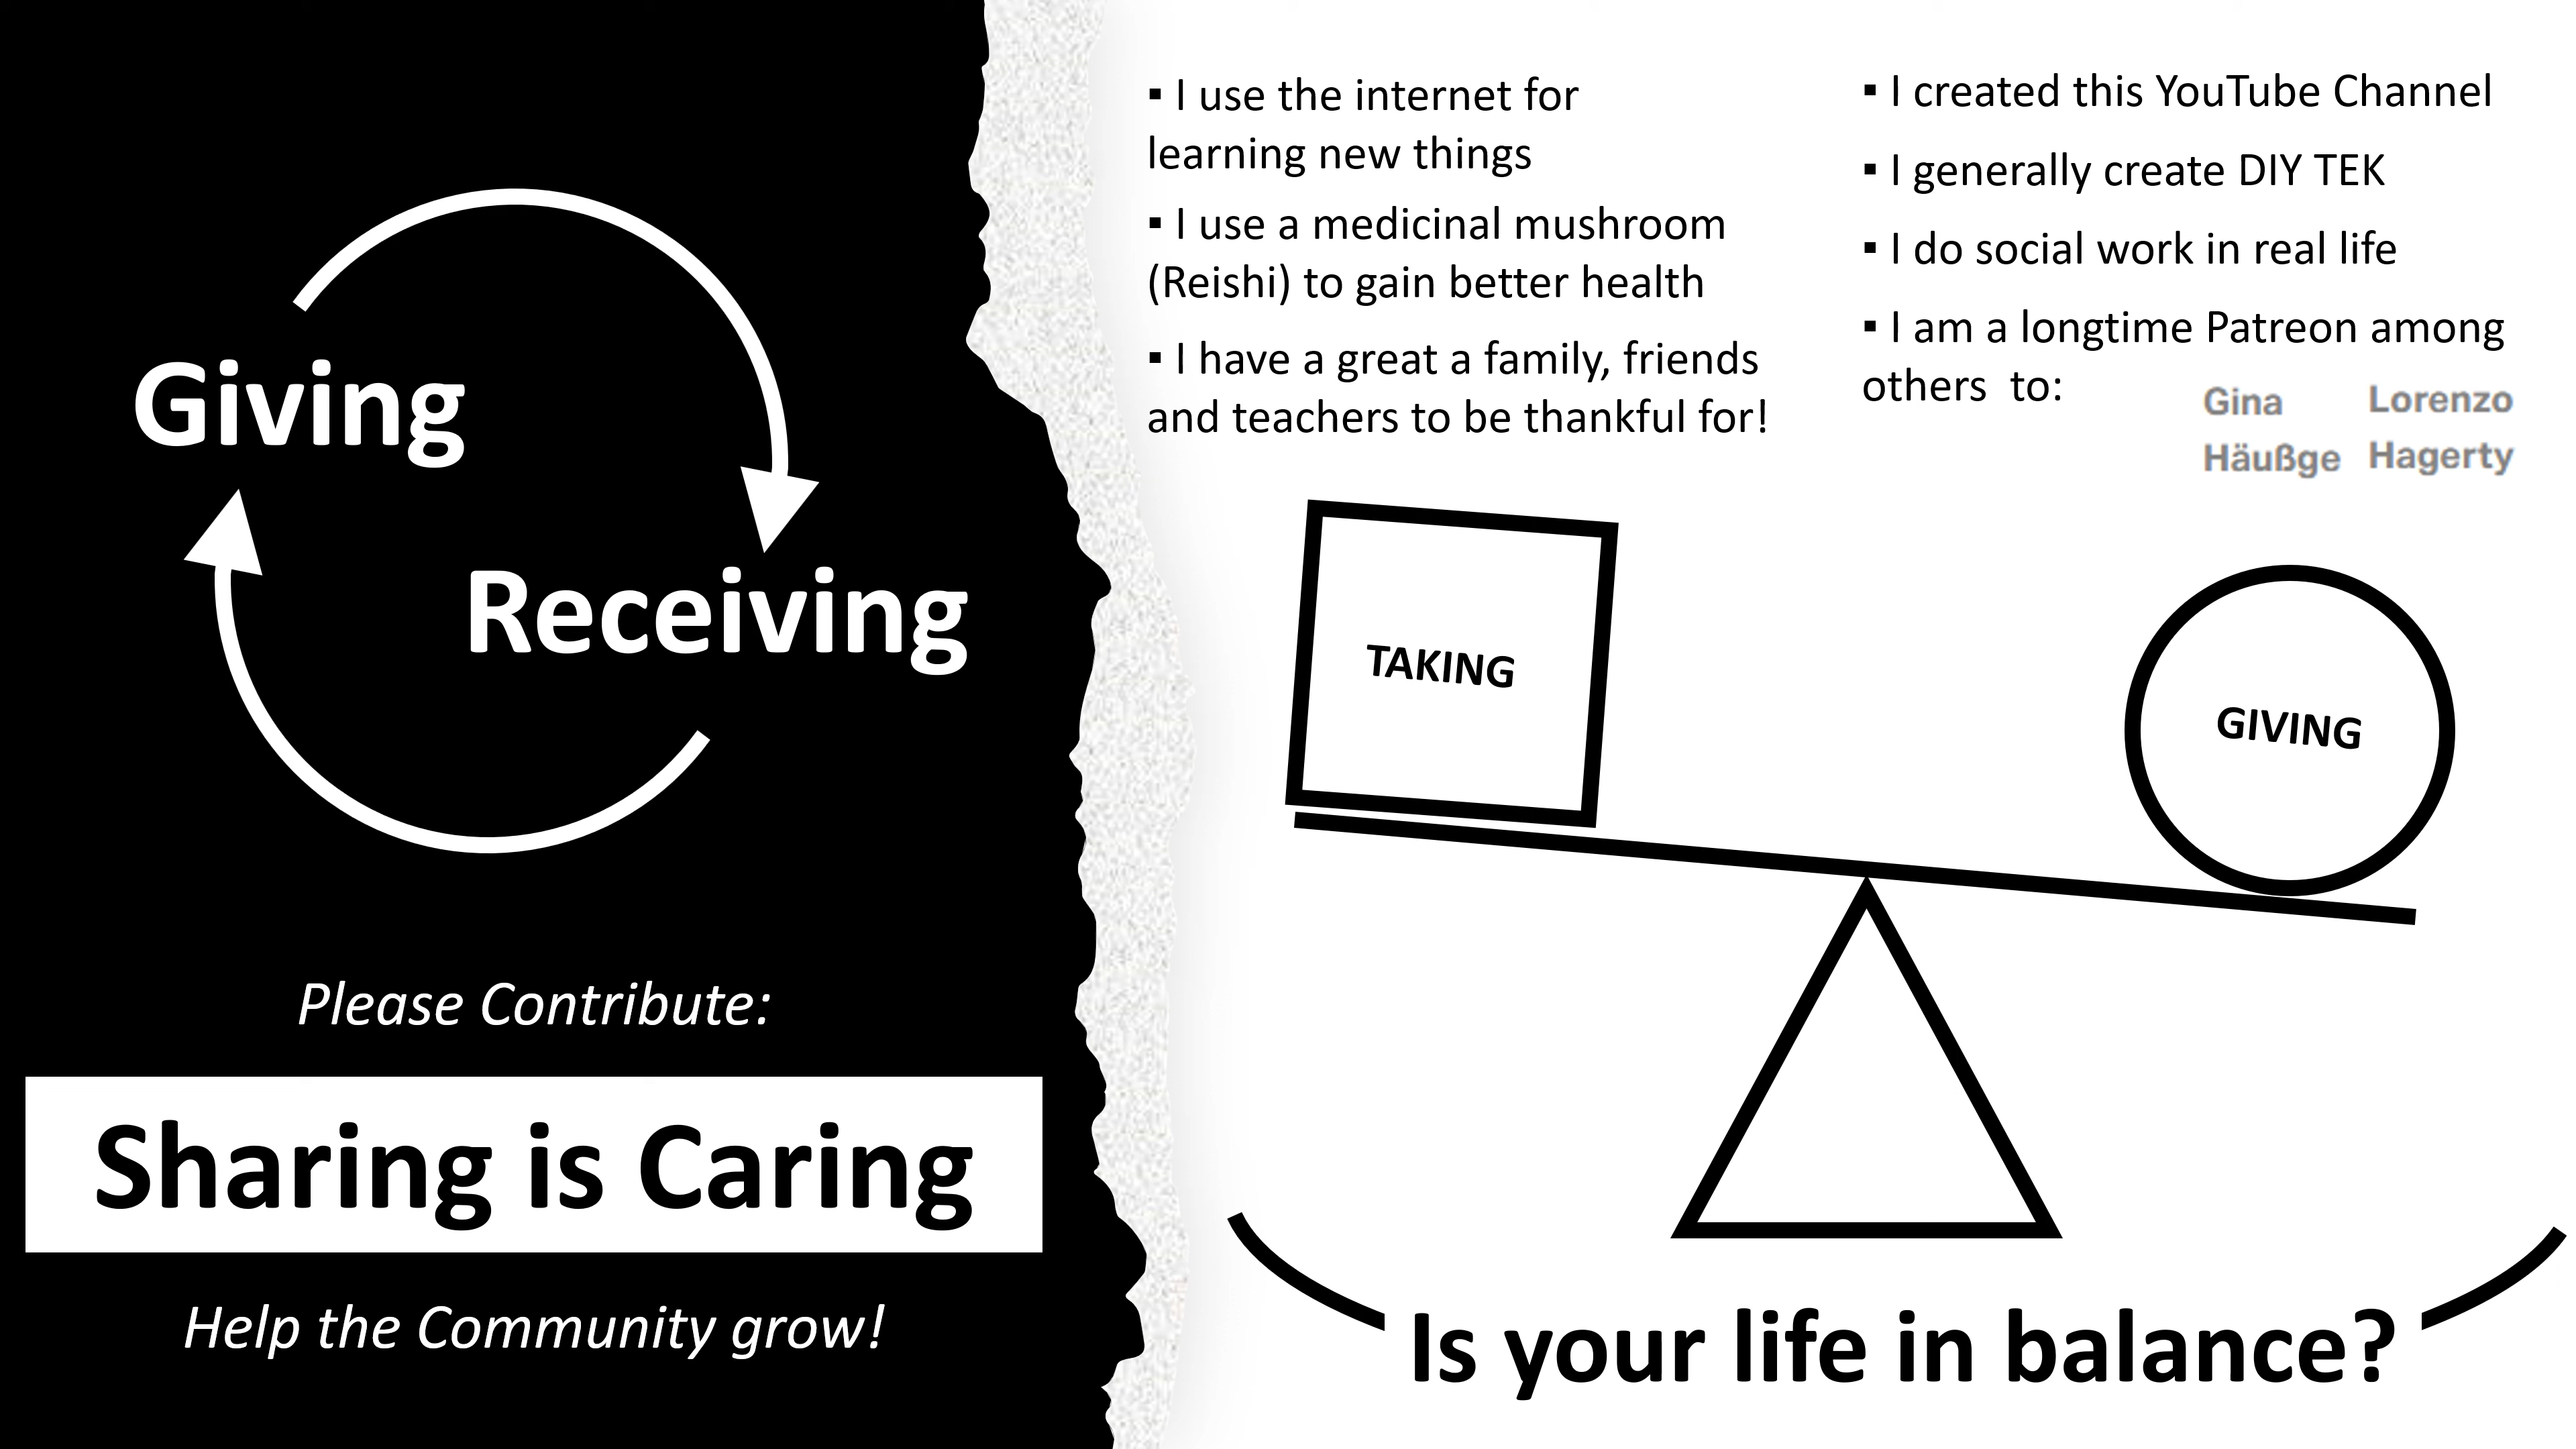 Giving
Receiving
Please Contribute:
Sharing is Caring
Help the Community grow!
▪ I use the internet for
learning new things
▪ I use a medicinal mushroom
(Reishi) to gain better health
▪ I have a great a family, friends
and teachers to be thankful for!
▪ I created this YouTube Channel
▪ I generally create DIY TEK
▪ I do social work in real life
▪ I am a longtime Patreon among
others to:
Gina
Häußge
Lorenzo
Hagerty
TAKING
GIVING
Is your life in balance?